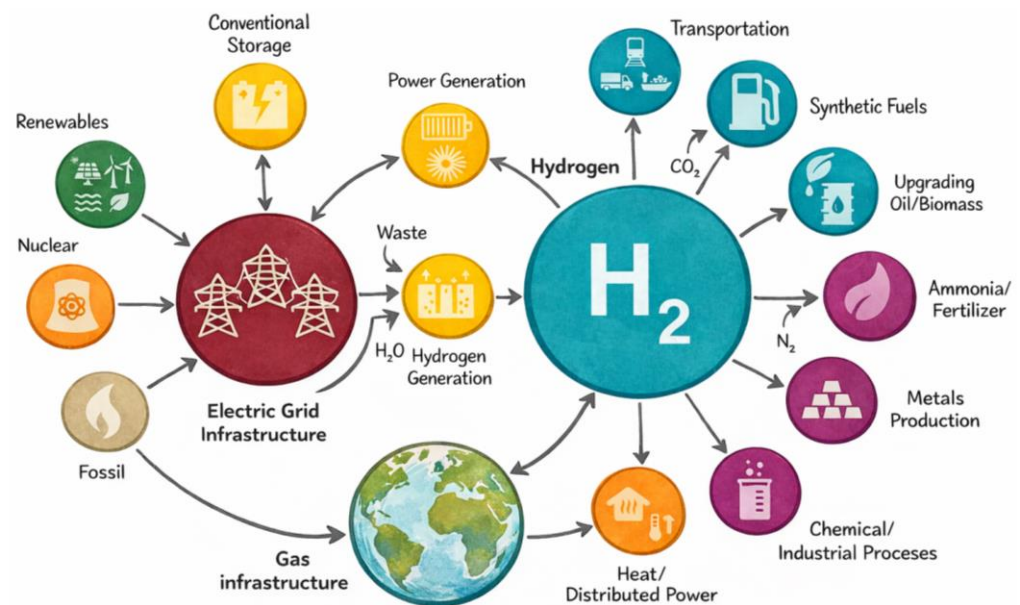 Conventional
Storage
Transportation
Power Generation
Synthetic Fuels
Renewables
Hydrogen
CO₂
Upgrading
Oil/Biomass
Nuclear
Waste
H₂
Ammonia/
Fertilizer
N₂
H₂O
Hydrogen
Generation
Electric Grid
Infrastructure
Metals
Production
Fossil
Chemical/
Industrial Proceses
Gas
infrastructure
Heat/
Distributed Power